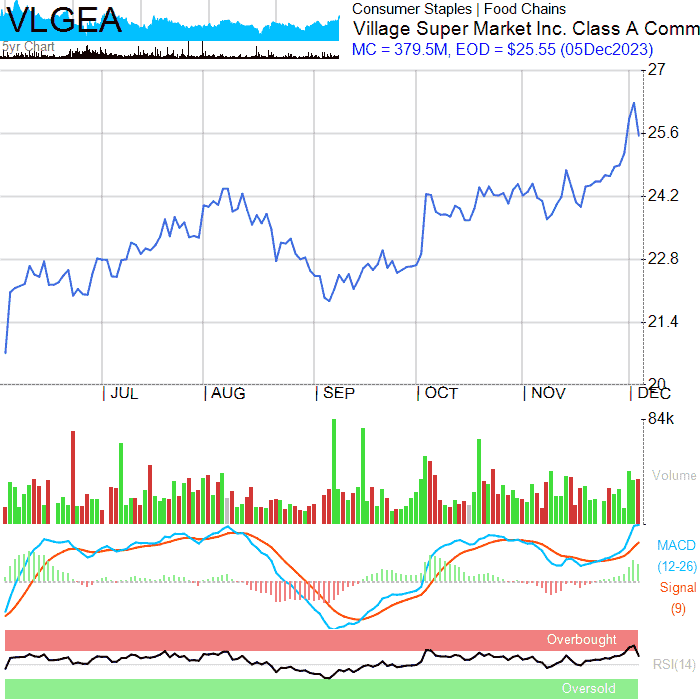 VLGEA
5yr Chart
Consumer Staples | Food Chains
Village Super Market Inc. Class A Comm
MC = 379.5M, EOD = $25.55 (05Dec2023)
27
25.6
24.2
22.8
21.4
20
| JUL | AUG | SEP | OCT | NOV | DEC
84k
Volume
MACD
(12-26)
Signal
(9)
Overbought
RSI(14)
Oversold